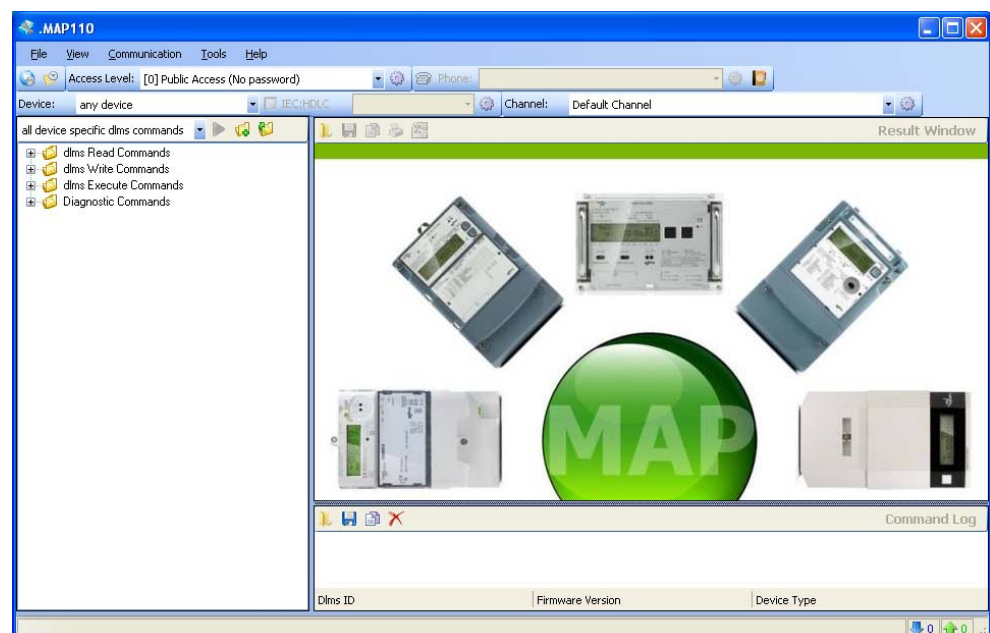 .MAP110
File View Communication Tools Help
Access Level: [0] Public Access (No password) Phone:
Device: any device IEC;HDLC Channel: Default Channel
all device specific dlms commands
Result Window
dlms Read Commands
dlms Write Commands
dlms Execute Commands
Diagnostic Commands
MAP
Command Log
Dlms ID Firmware Version Device Type
0 0